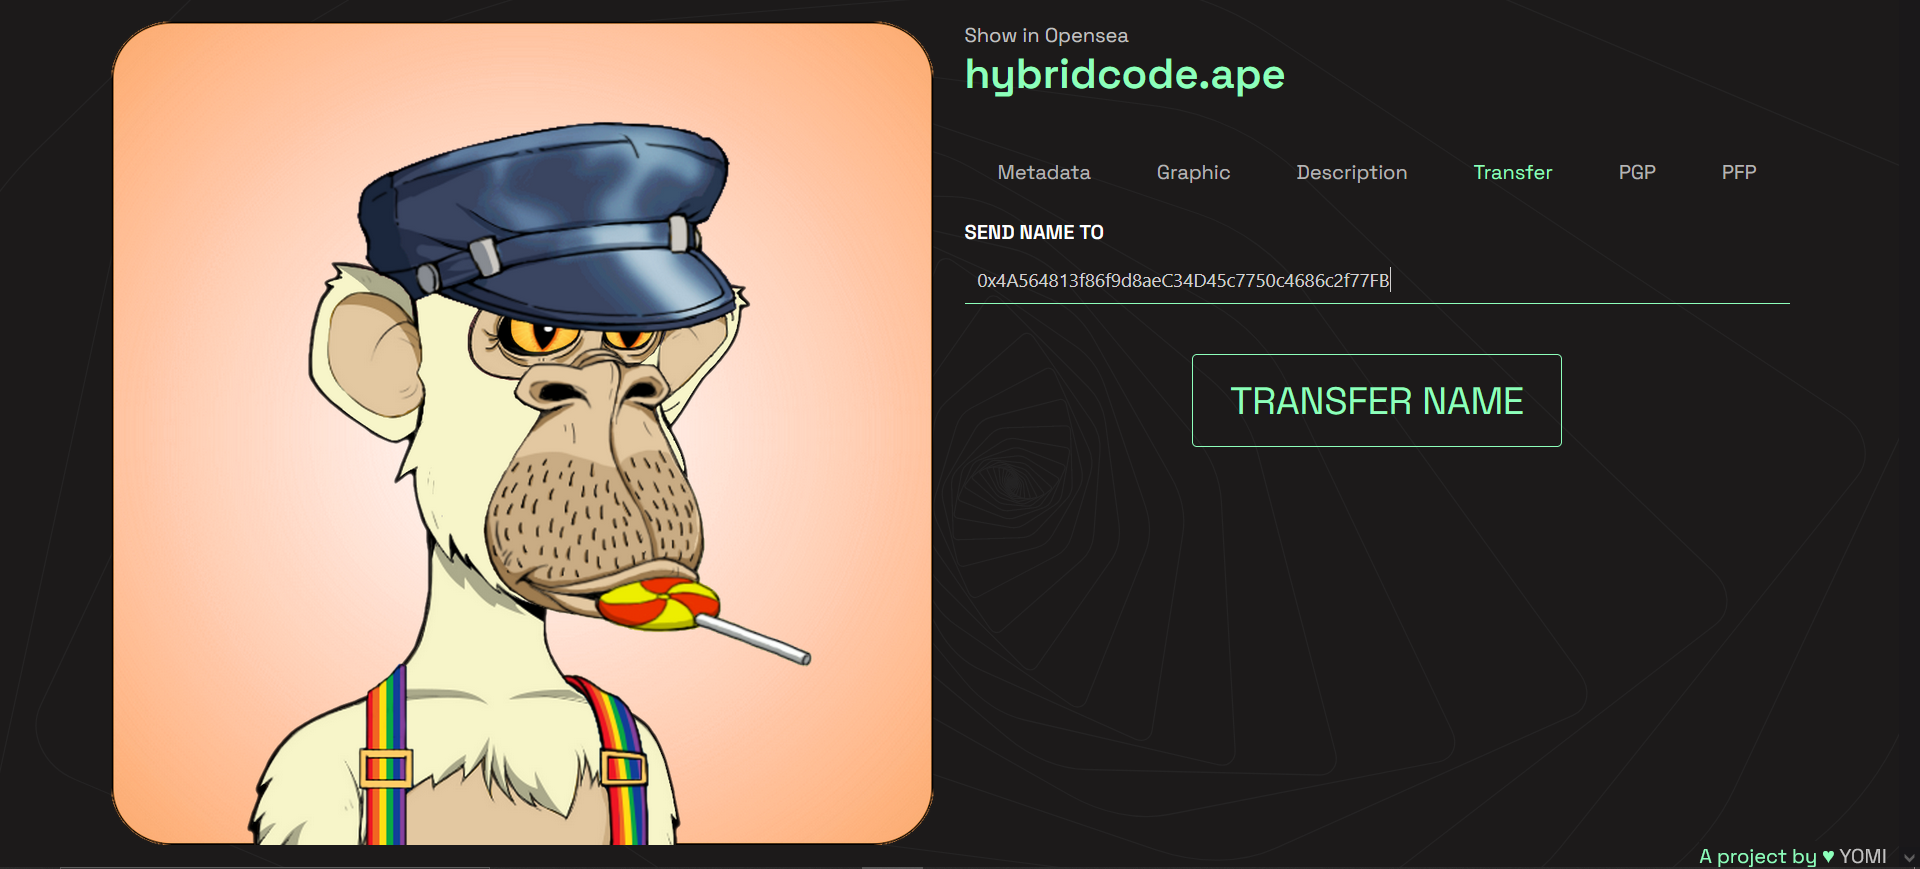 Show in Opensea
hybridcode.ape
Metadata Graphic Description Transfer PGP PFP
SEND NAME TO
0x4A564813f86f9d8aeC34D45c7750c4686c2f77FB
TRANSFER NAME
A project by ♥ YOMI